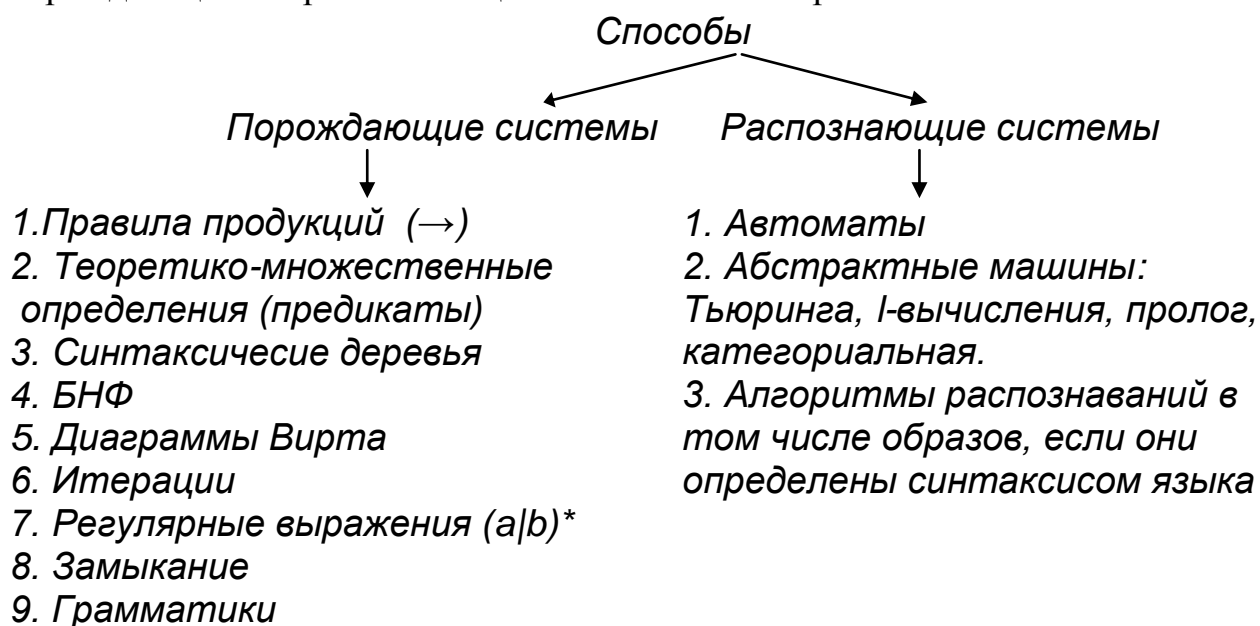 Способы
Порождающие системы
Распознающие системы
1.Правила продукций (→)
2. Теоретико-множественные
определения (предикаты)
3. Синтаксичесие деревья
4. БНФ
5. Диаграммы Вирта
6. Итерации
7. Регулярные выражения (a|b)*
8. Замыкание
9. Грамматики
1. Автоматы
2. Абстрактные машины:
Тьюринга, I-вычисления, пролог,
категориальная.
3. Алгоритмы распознаваний в
том числе образов, если они
определены синтаксисом языка